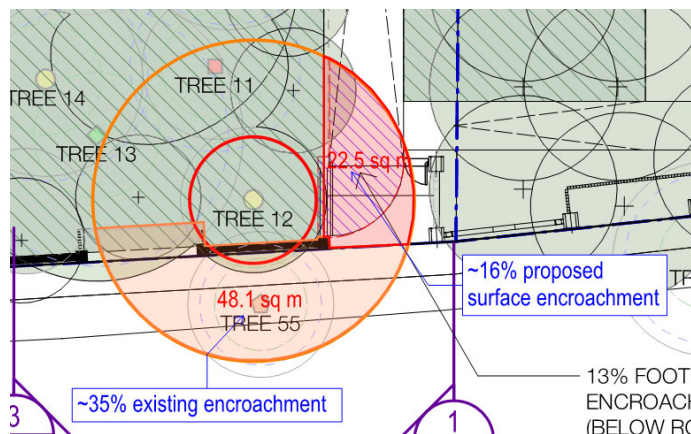 TREE 11
TREE 14
TREE 13
22.5 sq m
TREE 12
~16% proposed
surface encroachment
48.1 sq m
TREE 55
~35% existing encroachment
13% FOOT
ENCROACH
(BELOW RO
3
1